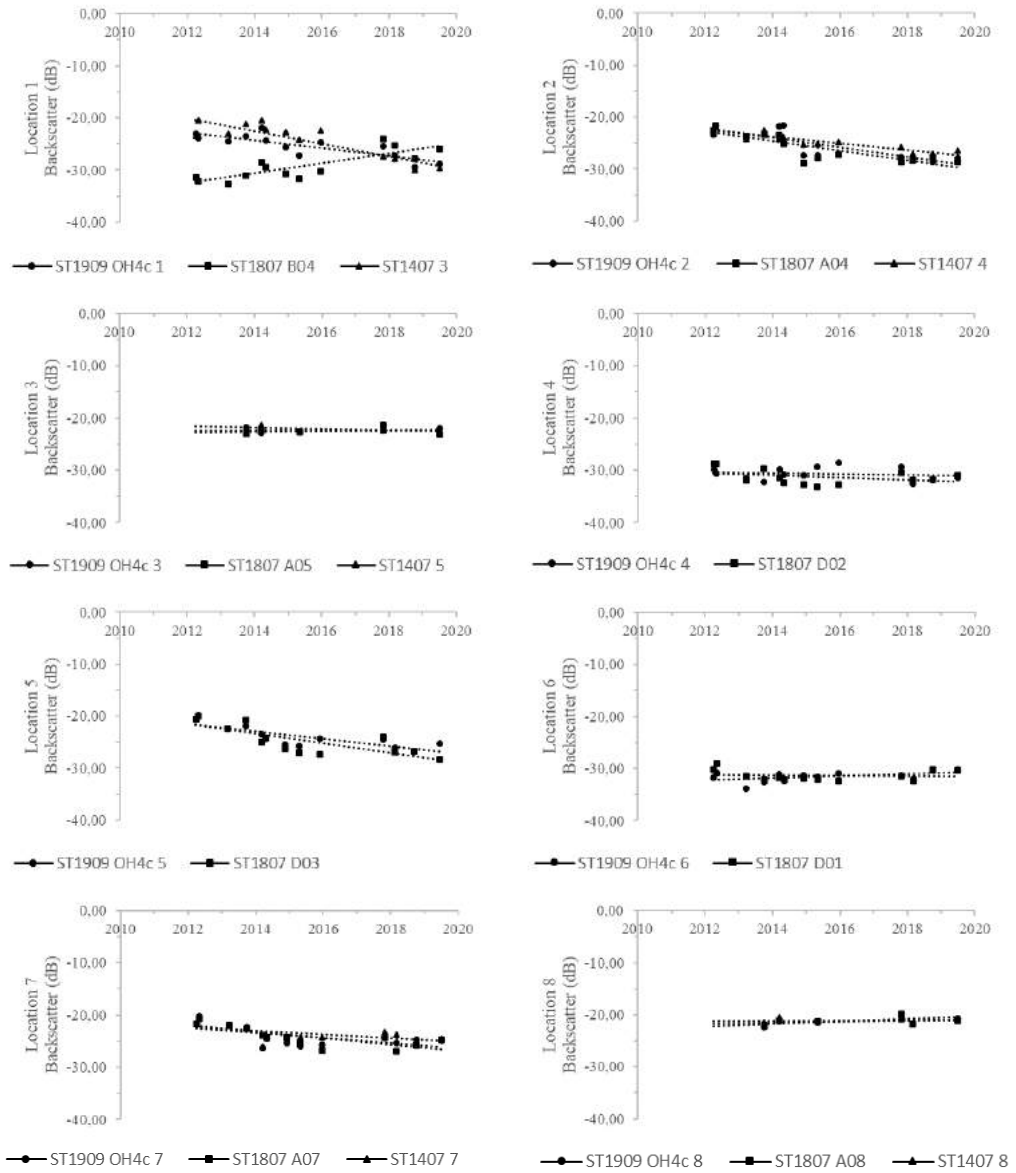 0,00
2010 2012 2014 2016 2018 2020
-10,00
-20,00
-30,00
-40,00
Location 1
Backscatter (dB)
ST1909 OH4c 1 ST1807 B04 ST1407 3
0,00
2010 2012 2014 2016 2018 2020
-10,00
-20,00
-30,00
-40,00
Location 2
Backscatter (dB)
ST1909 OH4c 2 ST1807 A04 ST1407 4
0,00
2010 2012 2014 2016 2018 2020
-10,00
-20,00
-30,00
-40,00
Location 3
Backscatter (dB)
ST1909 OH4c 3 ST1807 A05 ST1407 5
0,00
2010 2012 2014 2016 2018 2020
-10,00
-20,00
-30,00
-40,00
Location 4
Backscatter (dB)
ST1909 OH4c 4 ST1807 D02
0,00
2010 2012 2014 2016 2018 2020
-10,00
-20,00
-30,00
-40,00
Location 5
Backscatter (dB)
ST1909 OH4c 5 ST1807 D03
0,00
2010 2012 2014 2016 2018 2020
-10,00
-20,00
-30,00
-40,00
Location 6
Backscatter (dB)
ST1909 OH4c 6 ST1807 D01
0,00
2010 2012 2014 2016 2018 2020
-10,00
-20,00
-30,00
-40,00
Location 7
Backscatter (dB)
ST1909 OH4c 7 ST1807 A07 ST1407 7
0,00
2010 2012 2014 2016 2018 2020
-10,00
-20,00
-30,00
-40,00
Location 8
Backscatter (dB)
ST1909 OH4c 8 ST1807 A08 ST1407 8